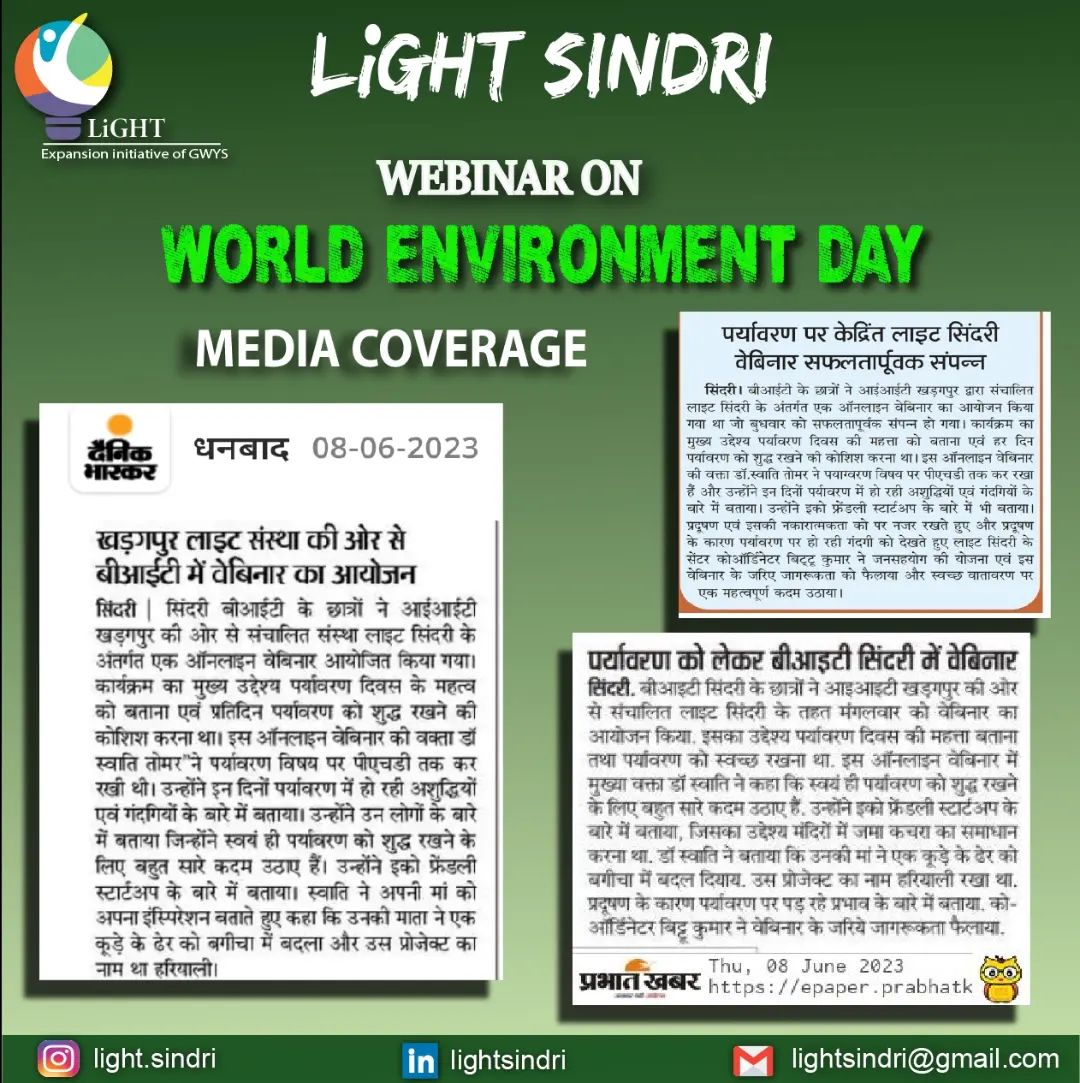 LiGHT SINDRI
LiGHT
Expansion initiative of GWYS
WEBINAR ON
WORLD ENVIRONMENT DAY
MEDIA COVERAGE
दैनिक
भास्कर
धनबाद 08-06-2023
खड़गपुर लाइट संस्था की ओर से
बीआईटी में वेबिनार का आयोजन
सिंदरी | सिंदरी बीआईटी के छात्रों ने आईआईटी
खड़गपुर की ओर से संचालित संस्था लाइट सिंदरी के
अंतर्गत एक ऑनलाइन वेबिनार आयोजित किया गया।
कार्यक्रम का मुख्य उद्देश्य पर्यावरण दिवस के महत्व
को बताना एवं प्रतिदिन पर्यावरण को शुद्ध रखने की
कोशिश करना था। इस ऑनलाइन वेबिनार की वक्ता डॉ
स्वाति तोमर"ने पर्यावरण विषय पर पीएचडी तक कर
रखी थी। उन्होंने इन दिनों पर्यावरण में हो रही अशुद्धियों
एवं गंदगियों के बारे में बताया। उन्होंने उन लोगों के बारे
में बताया जिन्होंने स्वयं ही पर्यावरण को शुद्ध रखने के
लिए बहुत सारे कदम उठाए हैं। उन्होंने इको फ्रेंडली
स्टार्टअप के बारे में बताया। स्वाति ने अपनी मां को
अपना इंस्पिरेशन बताते हुए कहा कि उनकी माता ने एक
कूड़े के ढेर को बगीचा में बदला और उस प्रोजेक्ट का
नाम था हरियाली।
पर्यावरण पर केंद्रित लाइट सिंदरी
वेबिनार सफलतार्पूवक संपन्न
सिंदरी। बीआईटी के छात्रों ने आईआईटी खड़गपुर द्वारा संचालित
लाइट सिंदरी के अंतर्गत एक ऑनलाइन वेबिनार का आयोजन किया
गया था जो बुधवार को सफलतापूर्वक संपन्न हो गया। कार्यक्रम का
मुख्य उद्देश्य पर्यावरण दिवस की महत्ता को बताना एवं हर दिन
पर्यावरण को शुद्ध रखने की कोशिश करना था। इस ऑनलाइन वेबिनार
की वक्ता डॉ.स्वाति तोमर ने पयाग्वरण विषय पर पीएचडी तक कर रखा
हैं और उन्होंने इन दिनों पर्यावरण में हो रही अशुद्धियों एवं गंदगियों के
बारे में बताया। उन्होंने इको फ्रेंडली स्टार्टअप के बारे में भी बताया।
प्रदूषण एवं इसकी नकारात्मकता को पर नजर रखते हुए और प्रदूषण
के कारण पर्यावरण पर हो रही गंदगी को देखते हुए लाइट सिंदरी के
सेंटर कोऑर्डिनेटर बिट्टू कुमार ने जनसहयोग की योजना एवं इस
वेबिनार के जरिए जागरूकता को फैलाया और स्वच्छ वातावरण पर
एक महत्वपूर्ण कदम उठाया।
पर्यावरण को लेकर बीआइटी सिंदरी में वेबिनार
सिंदरी. बीआइटी सिंदरी के छात्रों ने आइआइटी खड़गपुर की ओर
से संचालित लाइट सिंदरी के तहत मंगलवार को वेबिनार का
आयोजन किया. इसका उद्देश्य पर्यावरण दिवस की महत्ता बताना
तथा पर्यावरण को स्वच्छ रखना था. इस ऑनलाइन वेबिनार में
मुख्या वक्ता डॉ स्वाति ने कहा कि स्वयं ही पर्यावरण को शुद्ध रखने
के लिए बहुत सारे कदम उठाए हैं. उन्होंने इको फ्रेंडली स्टार्टअप के
बारे में बताया, जिसका उद्देश्य मंदिरों में जमा कचरा का समाधान
करना था. डॉ स्वाति ने बताया कि उनकी मां ने एक कूड़े के ढेर को
बगीचा में बदल दियाय. उस प्रोजेक्ट का नाम हरियाली रखा था.
प्रदूषण के कारण पर्यावरण पर पड़ रहे प्रभाव के बारे में बताया. को-
ऑर्डिनेटर बिट्टू कुमार ने वेबिनार के जरिये जागरूकता फैलाया.
प्रभात खबर
Thu, 08 June 2023
https://epaper.prabhatk
light.sindri
lightsindri
lightsindri@gmail.com